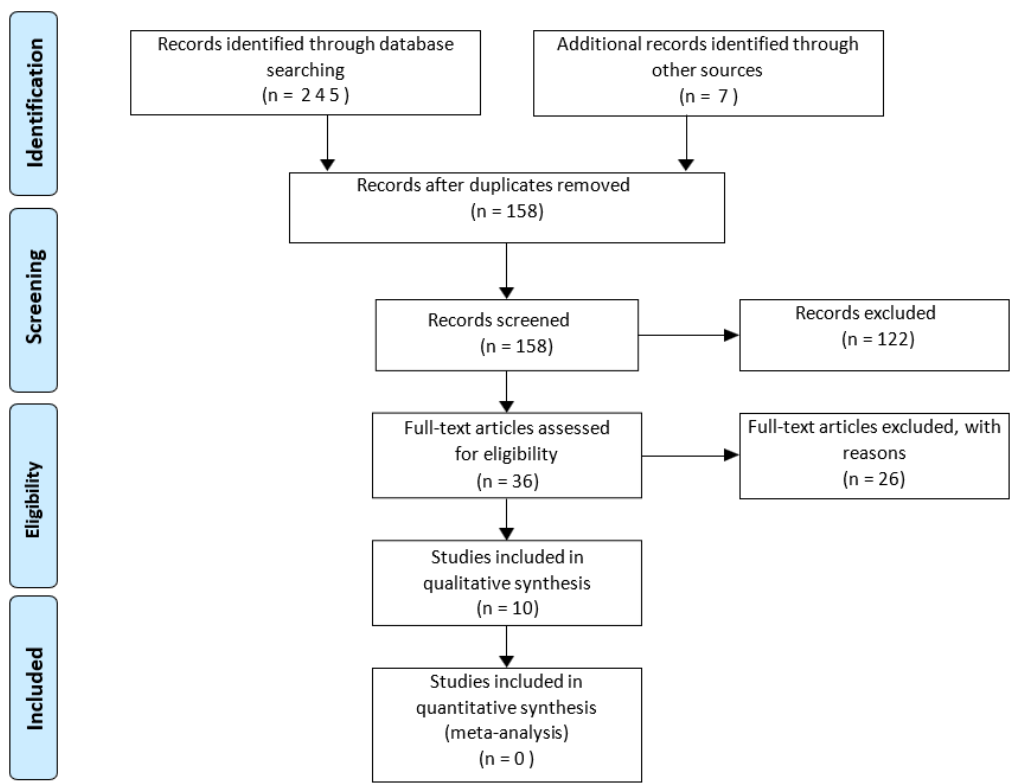 Identification
Records identified through database
searching
(n = 2 4 5 )
Additional records identified through
other sources
(n = 7 )
Records after duplicates removed
(n = 158)
Screening
Records screened
(n = 158)
Records excluded
(n = 122)
Eligibility
Full-text articles assessed
for eligibility
(n = 36)
Full-text articles excluded, with
reasons
(n = 26)
Studies included in
qualitative synthesis
(n = 10)
Included
Studies included in
quantitative synthesis
(meta-analysis)
(n = 0 )